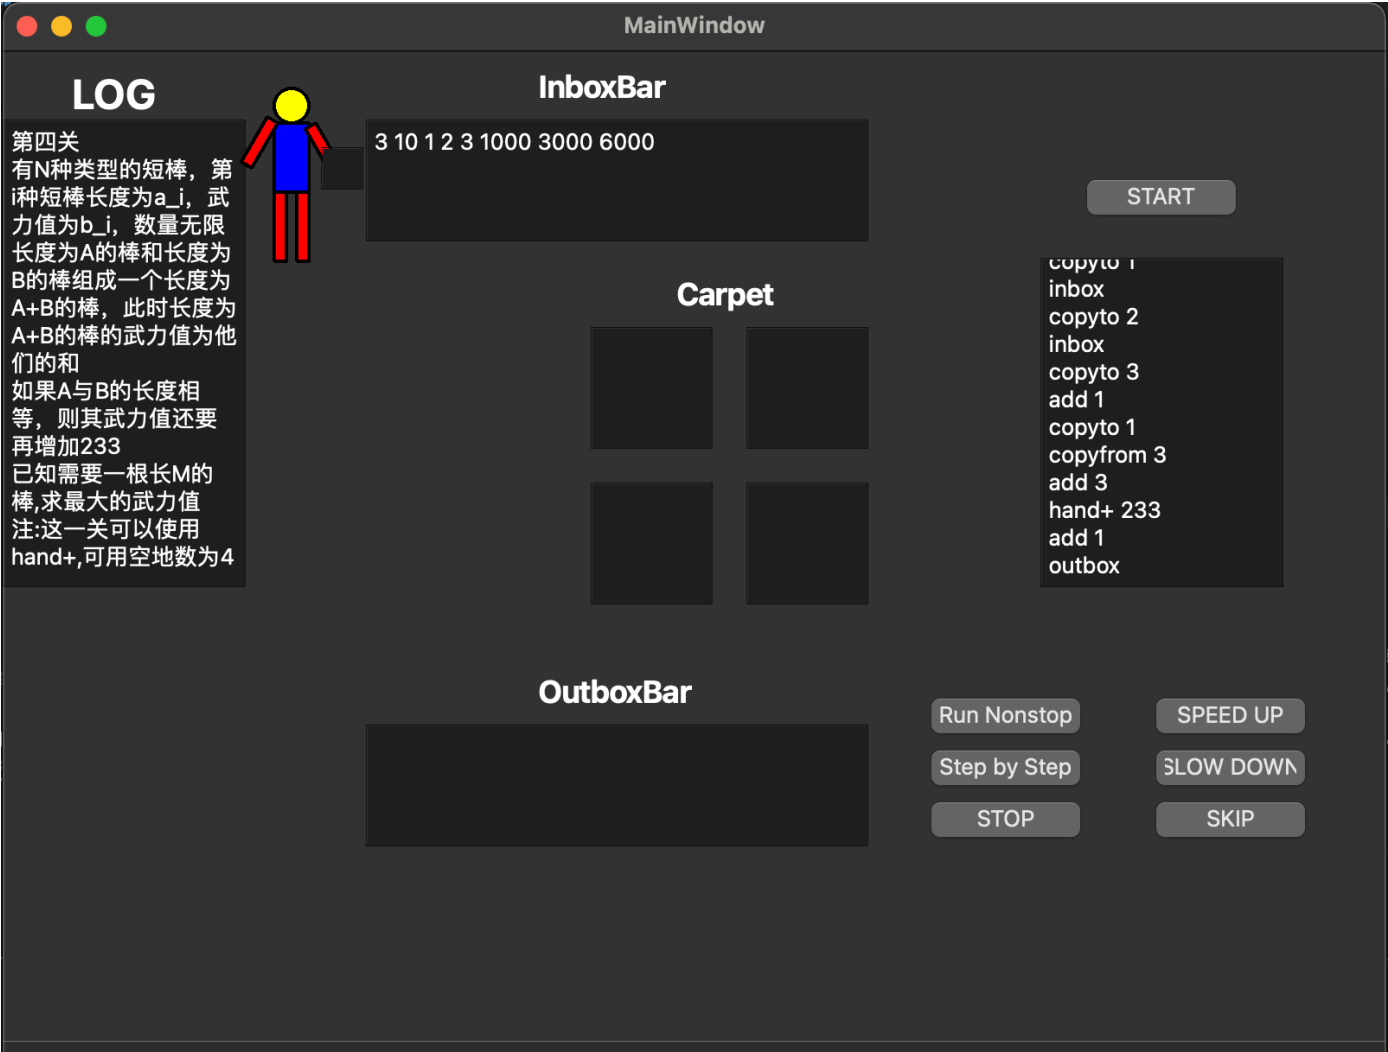 MainWindow
LOG
第四关
有N种类型的短棒，第
i种短棒长度为a_i，武
力值为b_i，数量无限
长度为A的棒和长度为
B的棒组成一个长度为
A+B的棒，此时长度为
A+B的棒的武力值为他
们的和
如果A与B的长度相
等，则其武力值还要
再增加233
已知需要一根长M的
棒,求最大的武力值
注:这一关可以使用
hand+,可用空地数为4
InboxBar
3 10 1 2 3 1000 3000 6000
Carpet
OutboxBar
START
copyto 1
inbox
copyto 2
inbox
copyto 3
add 1
copyto 1
copyfrom 3
add 3
hand+ 233
add 1
outbox
Run Nonstop
SPEED UP
Step by Step
SLOW DOWN
STOP
SKIP